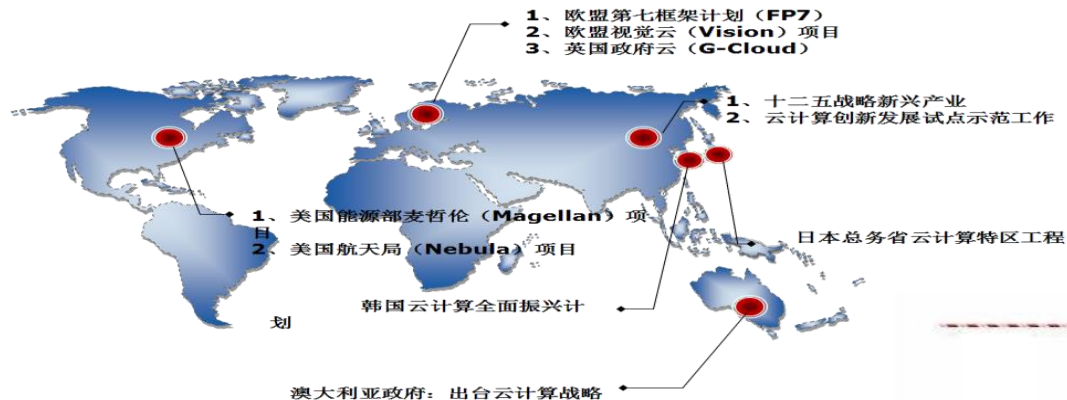 1、欧盟第七框架计划（FP7）
2、欧盟视觉云（Vision）项目
3、英国政府云（G-Cloud）
1、十二五战略新兴产业
2、云计算创新发展试点示范工作
1、美国能源部麦哲伦（Magellan）项
目
2、美国航天局（Nebula）项目
日本总务省云计算特区工程
韩国云计算全面振兴计
划
澳大利亚政府：出台云计算战略